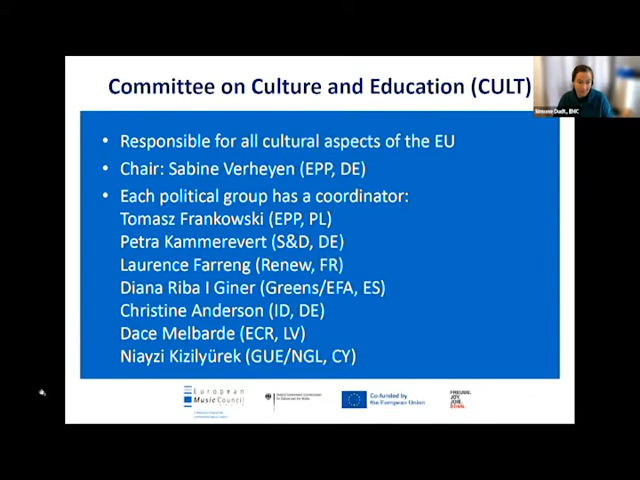 Committee on Culture and Education (CULT)
Simone Dudt, EMC
• Responsible for all cultural aspects of the EU
• Chair: Sabine Verheyen (EPP, DE)
• Each political group has a coordinator:
Tomasz Frankowski (EPP, PL)
Petra Kammerevert (S&D, DE)
Laurence Farreng (Renew, FR)
Diana Riba I Giner (Greens/EFA, ES)
Christine Anderson (ID, DE)
Dace Melbarde (ECR, LV)
Niayzi Kizilyürek (GUE/NGL, CY)
European
Music Council
Co-funded by
the European Union